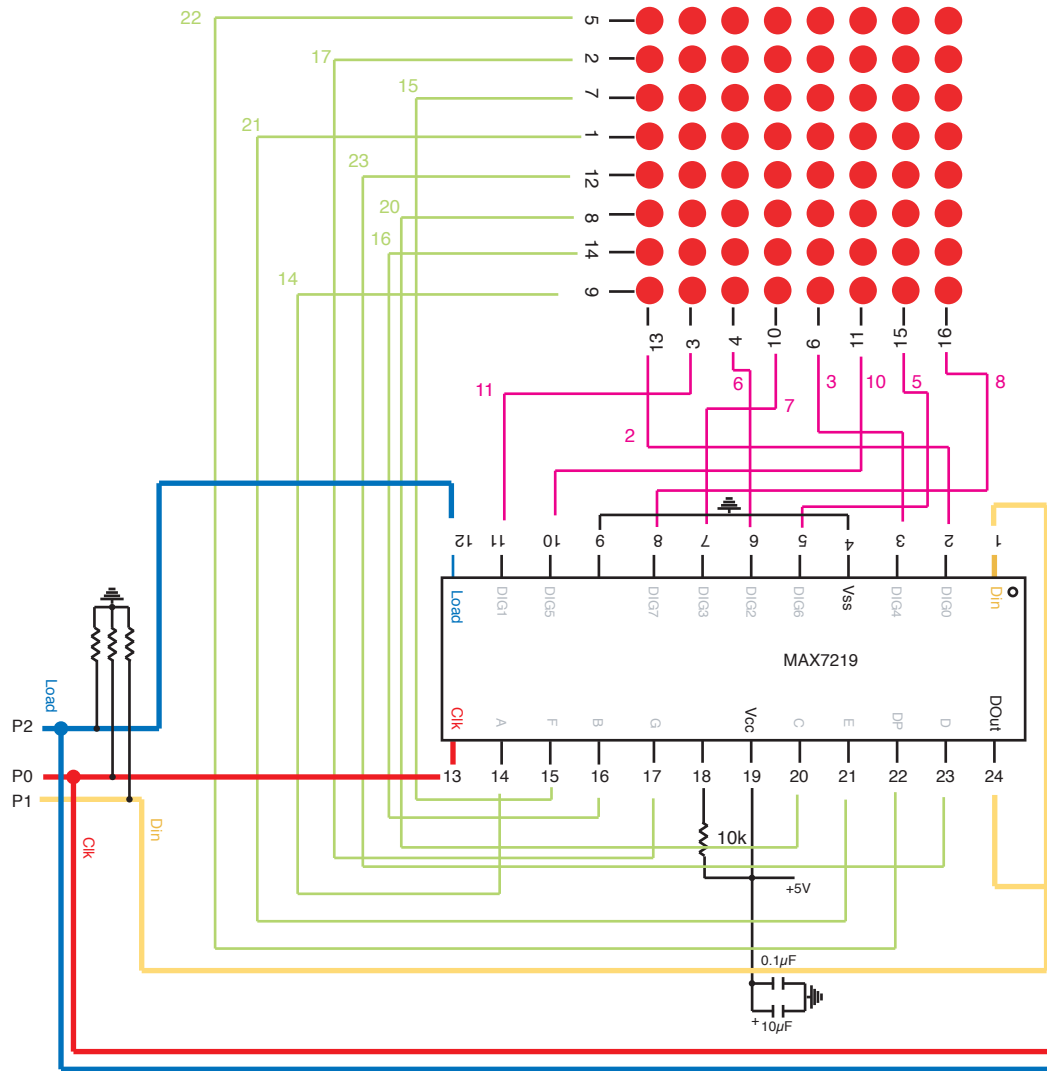 22 5
17 2
15 7
21 1
23 12
20 8
16 14
14 9
13 3 4 10 6 11 15 16
11 6 7 3 10 5 8
2
12 11 10 9 8 7 6 5 4 3 2 1
Load DIG1 DIG5 DIG7 DIG3 DIG2 DIG6 Vss DIG4 DIG0 Din
MAX7219
Clk A F B G Vcc C E DP D DOut
13 14 15 16 17 18 19 20 21 22 23 24
Load
P2
P0
P1
Clk
Din
10k
+5V
0.1µF
+ 10µF